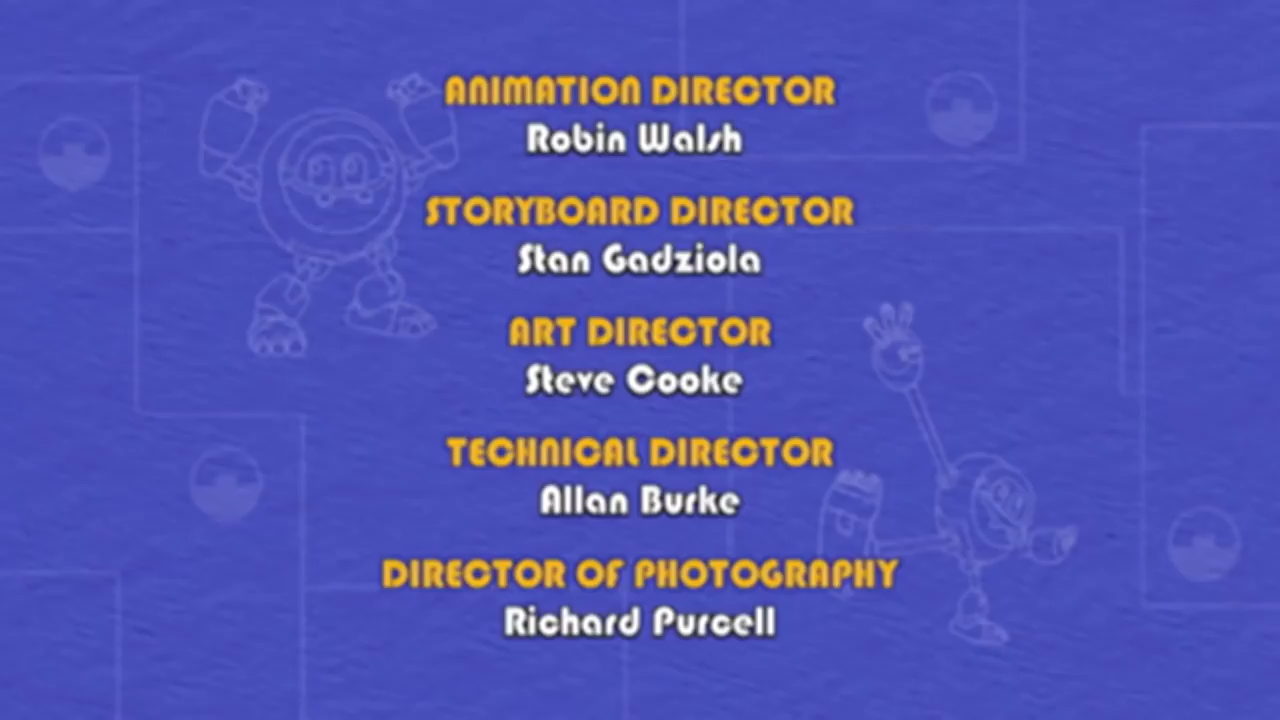 ANIMATION DIRECTOR
Robin Walsh
STORYBOARD DIRECTOR
Stan Gadziola
ART DIRECTOR
Steve Cooke
TECHNICAL DIRECTOR
Allan Burke
DIRECTOR OF PHOTOGRAPHY
Richard Purcell